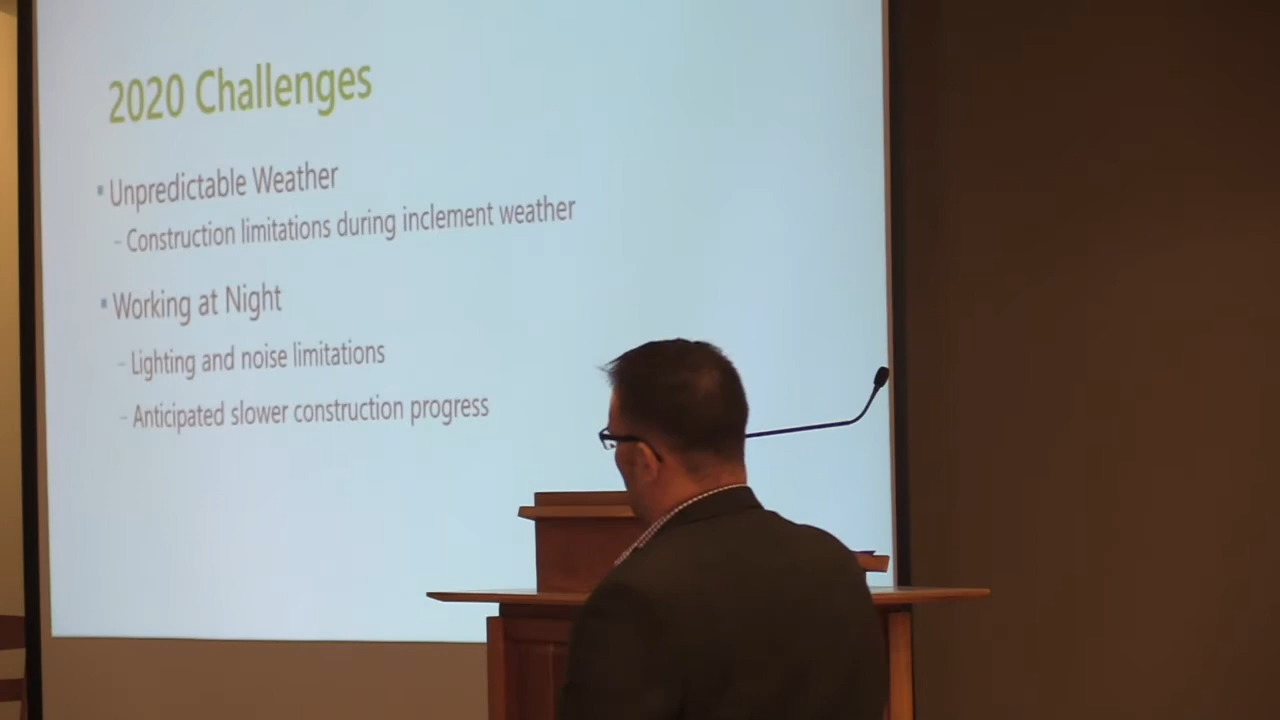 2020 Challenges
▪ Unpredictable Weather
– Construction limitations during inclement weather
▪ Working at Night
– Lighting and noise limitations
– Anticipated slower construction progress